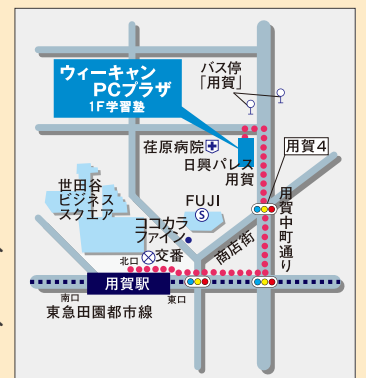 ウィーキャン
PCプラザ
1F学習塾
バス停
「用賀」
荏原病院
日興パレス
用賀
用賀4
世田谷
ビジネス
スクエア
FUJI
S
ココカラ
ファイン
商店街
用賀中町通り
北口
交番
用賀駅
南口
東口
東急田園都市線